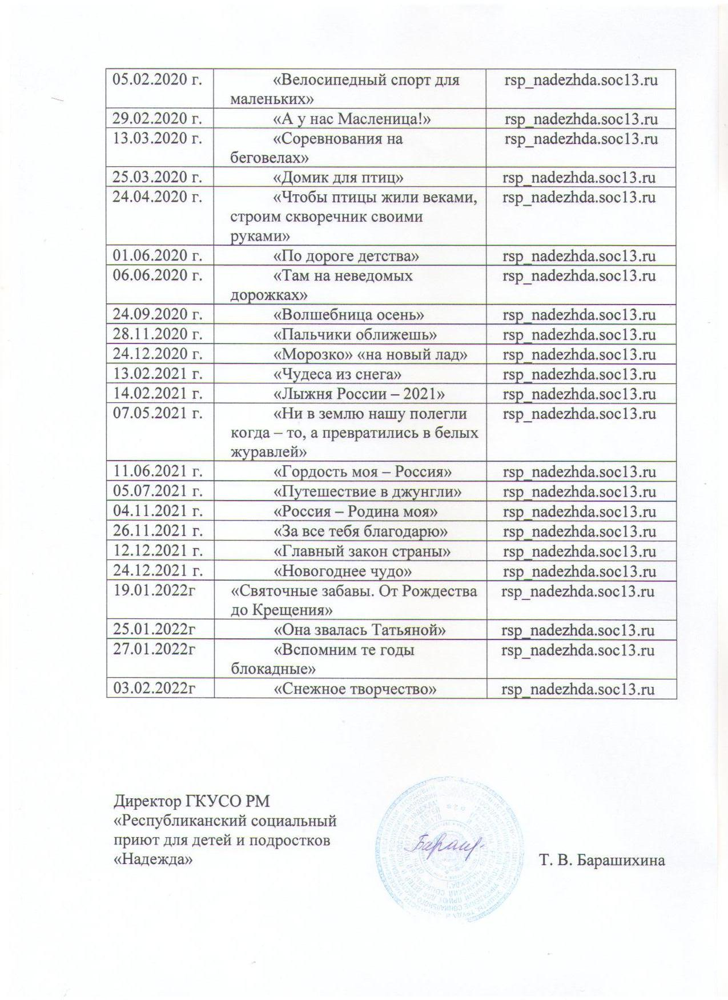 05.02.2020 г. «Велосипедный спорт для rsp_nadezhda.soc13.ru
маленьких»
29.02.2020 г. «А у нас Масленица!» rsp_nadezhda.soc13.ru
13.03.2020 г. «Соревнования на rsp_nadezhda.soc13.ru
беговелах»
25.03.2020 г. «Домик для птиц» rsp_nadezhda.soc13.ru
24.04.2020 г. «Чтобы птицы жили веками, rsp_nadezhda.soc13.ru
строим скворечник своими
руками»
01.06.2020 г. «По дороге детства» rsp_nadezhda.soc13.ru
06.06.2020 г. «Там на неведомых rsp_nadezhda.soc13.ru
дорожках»
24.09.2020 г. «Волшебница осень» rsp_nadezhda.soc13.ru
28.11.2020 г. «Пальчики оближешь» rsp_nadezhda.soc13.ru
24.12.2020 г. «Морозко» «на новый лад» rsp_nadezhda.soc13.ru
13.02.2021 г. «Чудеса из снега» rsp_nadezhda.soc13.ru
14.02.2021 г. «Лыжня России – 2021» rsp_nadezhda.soc13.ru
07.05.2021 г. «Ни в землю нашу полегли rsp_nadezhda.soc13.ru
когда – то, а превратились в белых
журавлей»
11.06.2021 г. «Гордость моя – Россия» rsp_nadezhda.soc13.ru
05.07.2021 г. «Путешествие в джунгли» rsp_nadezhda.soc13.ru
04.11.2021 г. «Россия – Родина моя» rsp_nadezhda.soc13.ru
26.11.2021 г. «За все тебя благодарю» rsp_nadezhda.soc13.ru
12.12.2021 г. «Главный закон страны» rsp_nadezhda.soc13.ru
24.12.2021 г. «Новогоднее чудо» rsp_nadezhda.soc13.ru
19.01.2022г «Святочные забавы. От Рождества rsp_nadezhda.soc13.ru
до Крещения»
25.01.2022г «Она звалась Татьяной» rsp_nadezhda.soc13.ru
27.01.2022г «Вспомним те годы rsp_nadezhda.soc13.ru
блокадные»
03.02.2022г «Снежное творчество» rsp_nadezhda.soc13.ru
Директор ГКУСО РМ
«Республиканский социальный
приют для детей и подростков
«Надежда» Т. В. Барашихина